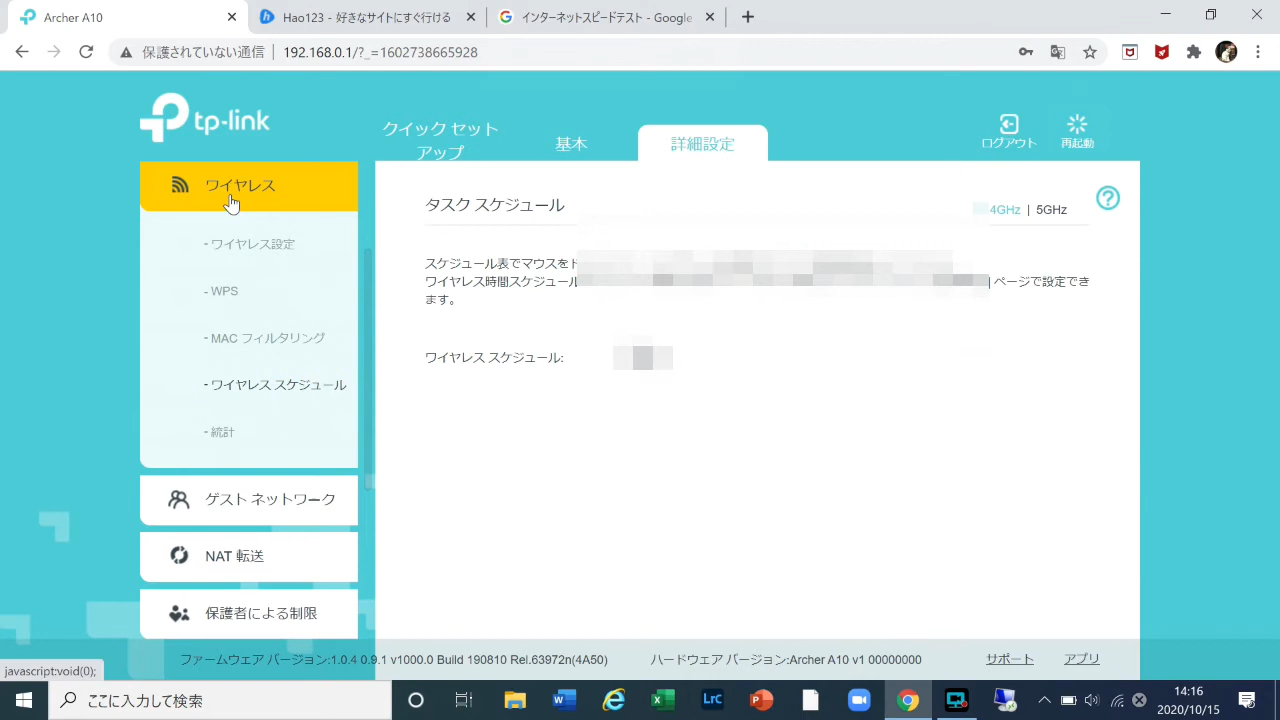 Archer A10
Hao123 - 好きなサイトにすぐ行ける
インターネットスピードテスト - Google
保護されていない通信
192.168.0.1/?_=1602738665928
tp-link
クイック セット
アップ
基本
詳細設定
ログアウト
再起動
ワイヤレス
- ワイヤレス設定
- WPS
- MAC フィルタリング
- ワイヤレス スケジュール
- 統計
ゲスト ネットワーク
NAT 転送
保護者による制限
タスク スケジュール
4GHz | 5GHz
スケジュール表でマウスを
ワイヤレス時間スケジュール ページで設定でき
ます。
ワイヤレス スケジュール:
ファームウェア バージョン:1.0.4 0.9.1 v1000.0 Build 190810 Rel.63972n(4A50)
ハードウェア バージョン:Archer A10 v1 00000000
サポート
アプリ
javascript:void(0);
ここに入力して検索
LrC
14:16
2020/10/15